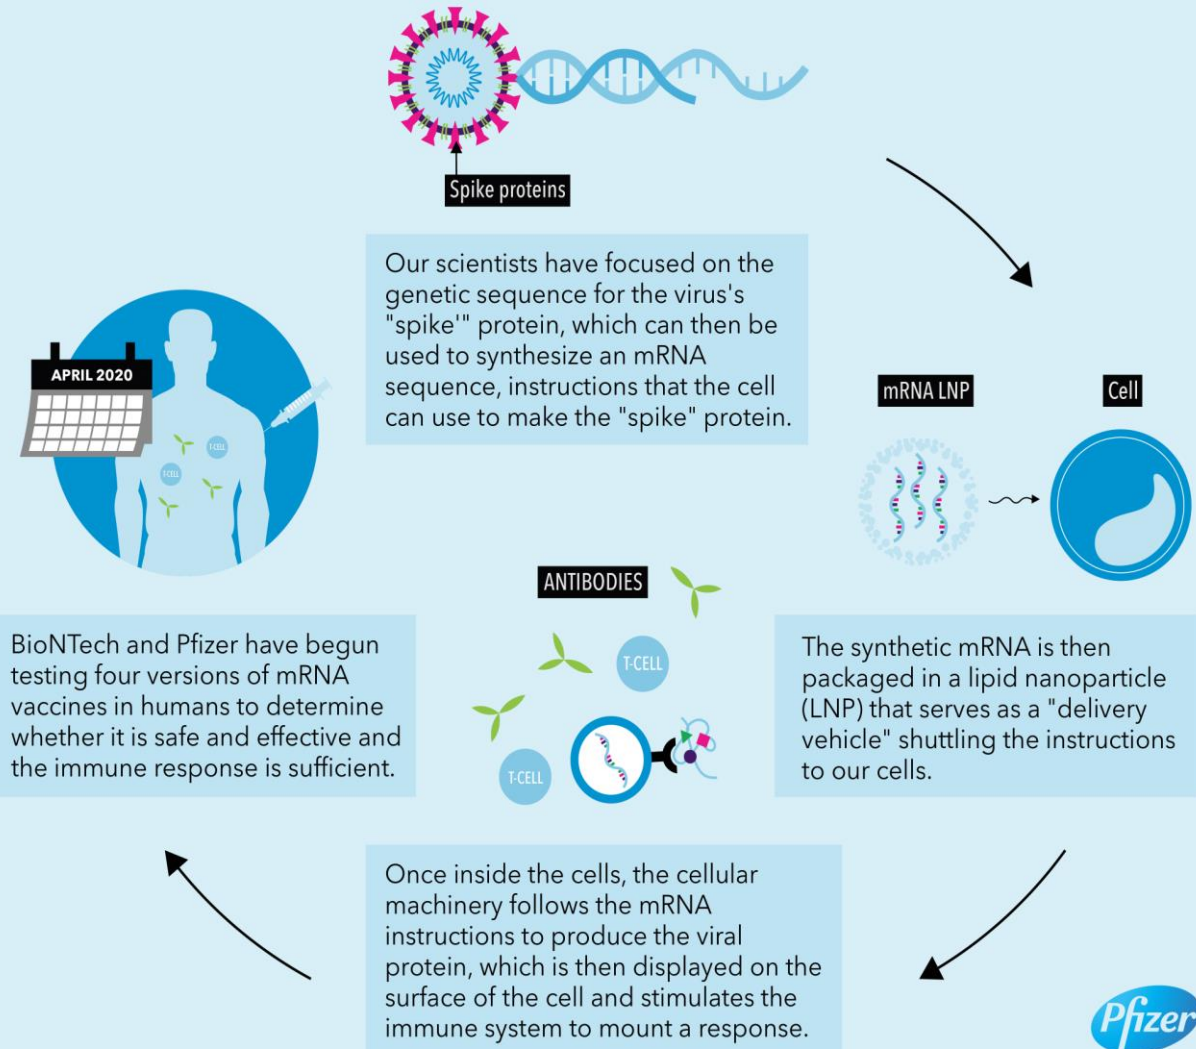 Spike proteins
Our scientists have focused on the
genetic sequence for the virus's
"spike'" protein, which can then be
used to synthesize an mRNA
sequence, instructions that the cell
can use to make the "spike" protein.
mRNA LNP
Cell
The synthetic mRNA is then
packaged in a lipid nanoparticle
(LNP) that serves as a "delivery
vehicle" shuttling the instructions
to our cells.
ANTIBODIES
T-CELL
T-CELL
Once inside the cells, the cellular
machinery follows the mRNA
instructions to produce the viral
protein, which is then displayed on the
surface of the cell and stimulates the
immune system to mount a response.
APRIL 2020
T-CELL
T-CELL
BioNTech and Pfizer have begun
testing four versions of mRNA
vaccines in humans to determine
whether it is safe and effective and
the immune response is sufficient.
Pfizer